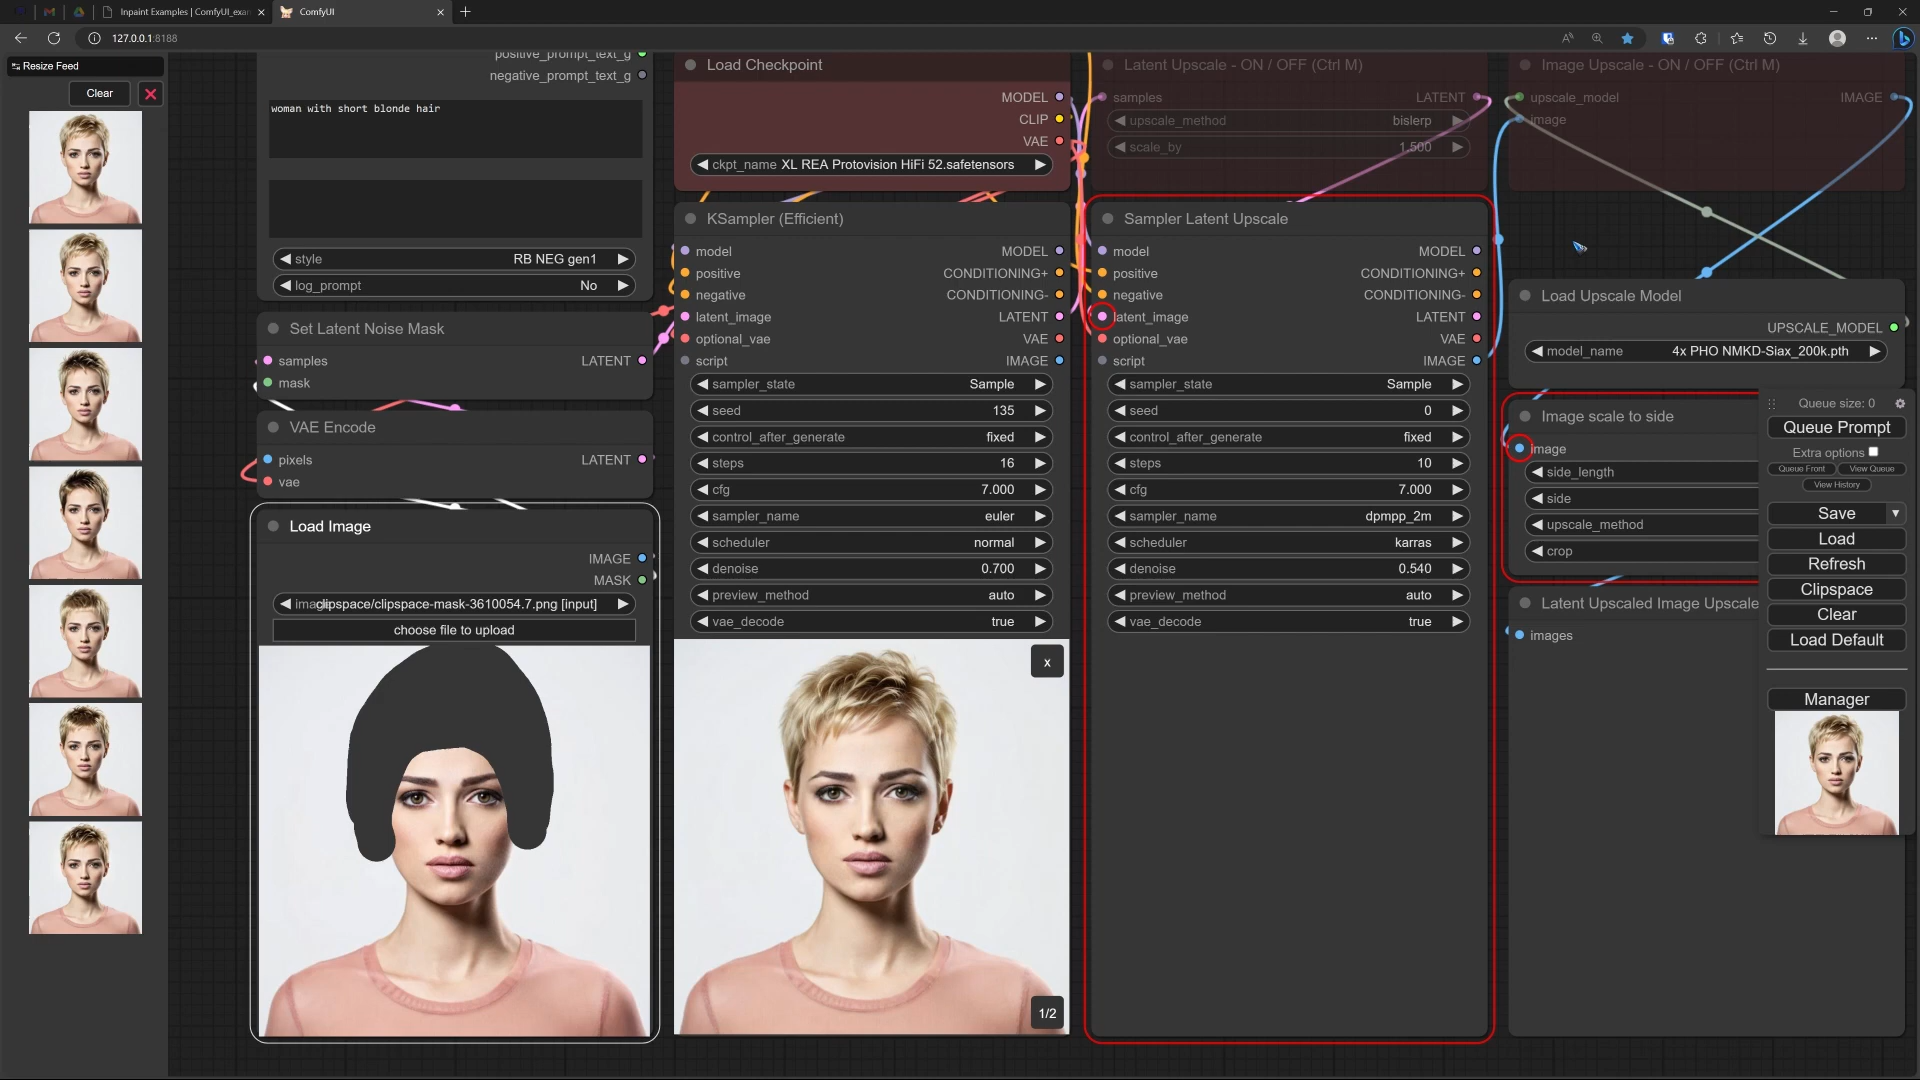 Inpaint Examples | ComfyUI_exan
ComfyUI
127.0.0.1:8188
Resize Feed
Clear
positive_prompt_text_g
negative_prompt_text_g
woman with short blonde hair
style RB NEG gen1
log_prompt No
Set Latent Noise Mask
samples LATENT
mask
VAE Encode
pixels LATENT
vae
Load Image
IMAGE
MASK
clipspace/clipspace-mask-3610054.7.png [input]
choose file to upload
Load Checkpoint
MODEL
CLIP
VAE
ckpt_name XL REA Protovision HiFi 52.safetensors
KSampler (Efficient)
model MODEL
positive CONDITIONING+
negative CONDITIONING-
latent_image LATENT
optional_vae VAE
script IMAGE
sampler_state Sample
seed 135
control_after_generate fixed
steps 16
cfg 7.000
sampler_name euler
scheduler normal
denoise 0.700
preview_method auto
vae_decode true
x
1/2
Latent Upscale - ON / OFF (Ctrl M)
samples LATENT
upscale_method bislerp
scale_by 1.500
Sampler Latent Upscale
model MODEL
positive CONDITIONING+
negative CONDITIONING-
latent_image LATENT
optional_vae VAE
script IMAGE
sampler_state Sample
seed 0
control_after_generate fixed
steps 10
cfg 7.000
sampler_name dpmpp_2m
scheduler karras
denoise 0.540
preview_method auto
vae_decode true
Image Upscale - ON / OFF (Ctrl M)
upscale_model IMAGE
image
Load Upscale Model
UPSCALE_MODEL
model_name 4x PHO NMKD-Siax_200k.pth
Image scale to side
image
side_length
side
upscale_method
crop
Latent Upscaled Image Upscale
images
Queue size: 0
Queue Prompt
Extra options
Queue Front View Queue
View History
Save
Load
Refresh
Clipspace
Clear
Load Default
Manager